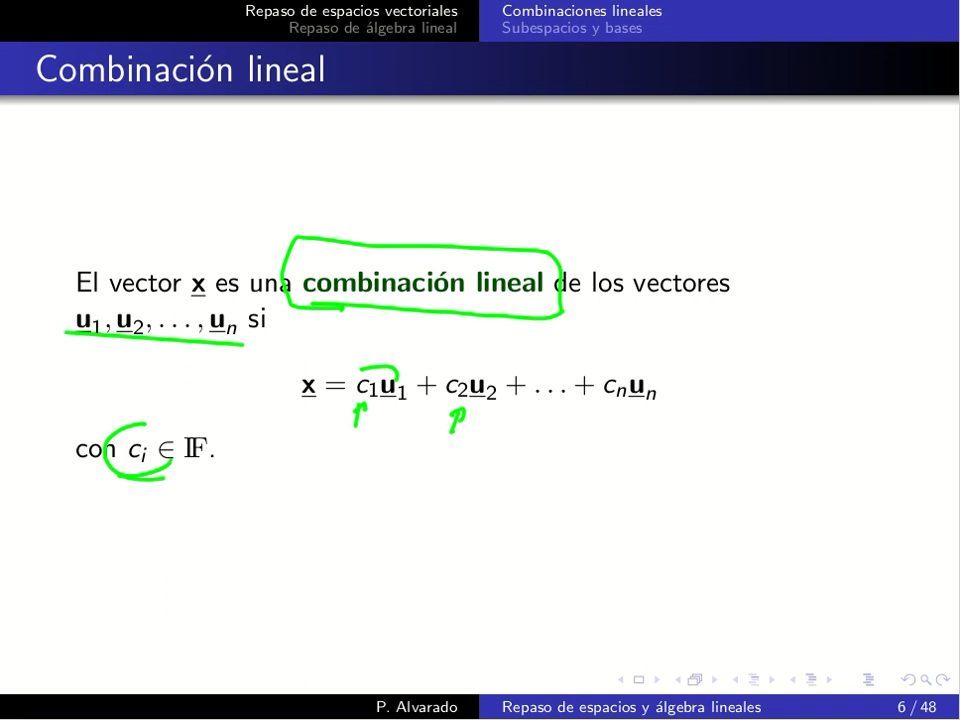 Repaso de espacios vectoriales
Repaso de álgebra lineal
Combinaciones lineales
Subespacios y bases
Combinación lineal
El vector x es una combinación lineal de los vectores
u₁, u₂, . . . , uₙ si
x = c₁u₁ + c₂u₂ + . . . + cₙuₙ
con cᵢ ∈ 𝔽.
P. Alvarado
Repaso de espacios y álgebra lineales
6 / 48